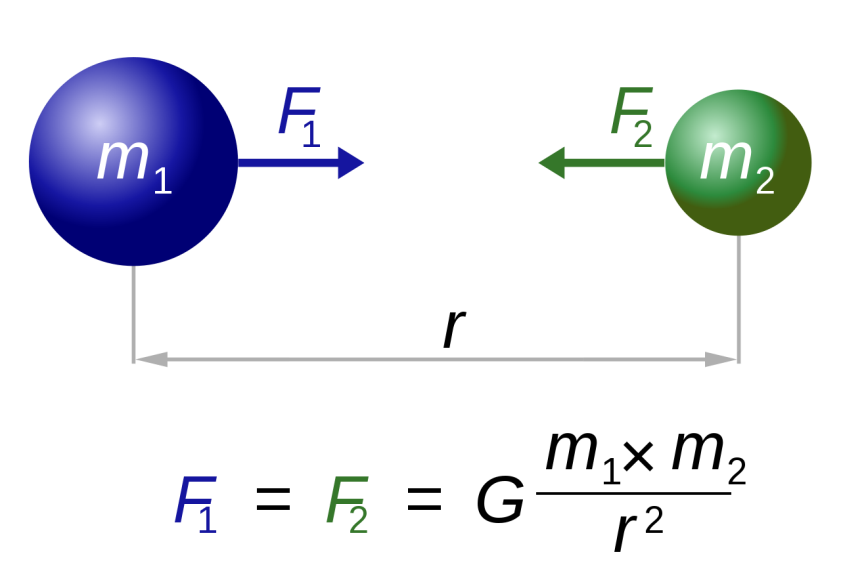 F₁ F₂
m₁ m₂
r
F₁ = F₂ = G (m₁ × m₂) / r²